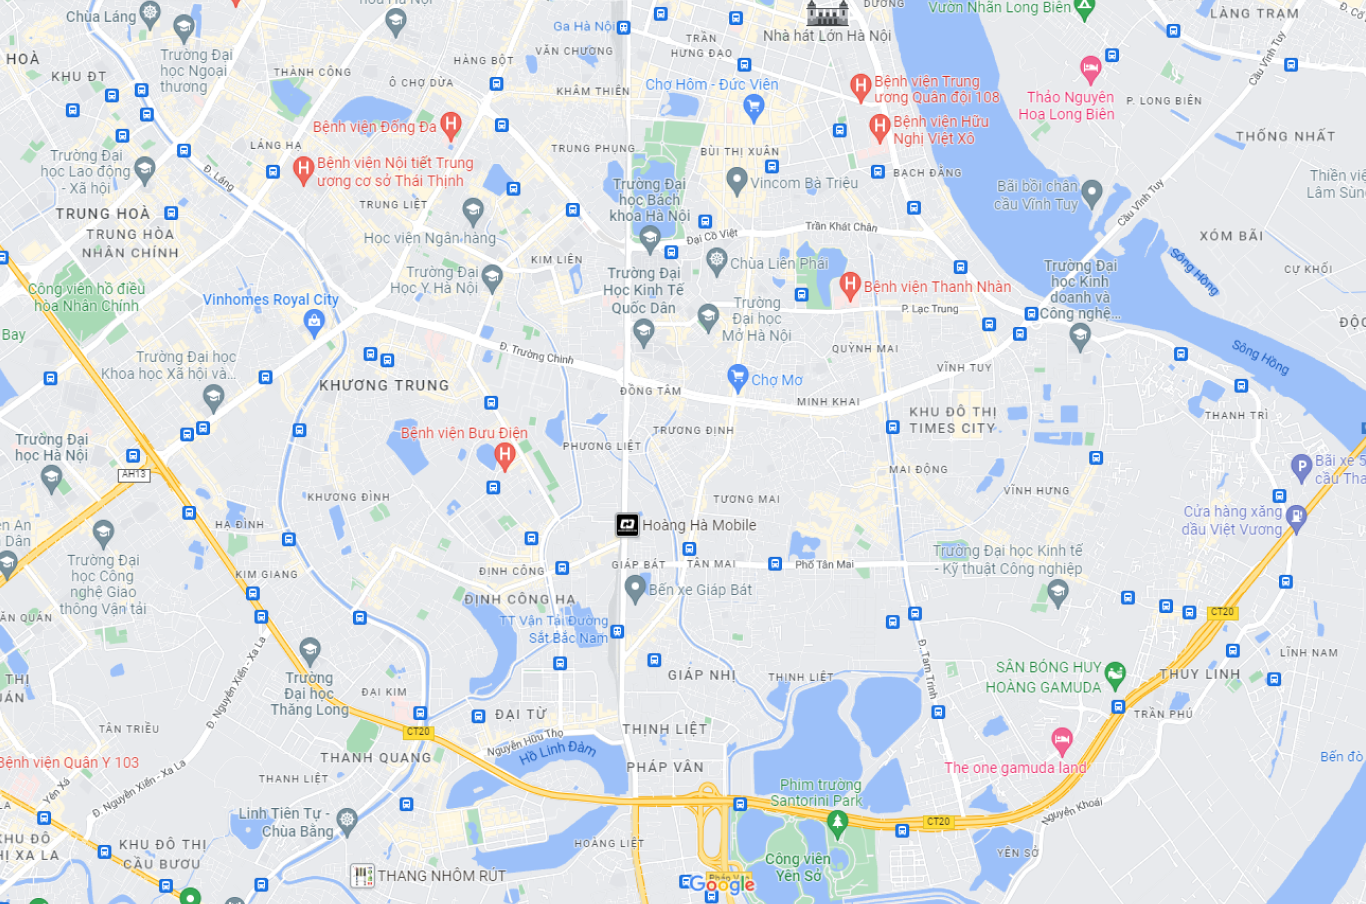 Chùa Láng
hoá Hà Nội
Ga Hà Nội
TRẦN
HƯNG ĐẠO
Nhà hát Lớn Hà Nội
DƯƠNG
Vườn Nhãn Long Biên
LÀNG TRẠM
Cầu Vĩnh Tuy
HOÀ
KHU ĐT
Trường Đại
học Ngoại
thương
THÀNH CÔNG
Ô CHỢ DỪA
HÀNG BỘT
VĂN CHƯƠNG
KHÂM THIÊN
Chợ Hôm - Đức Viên
Bệnh viện Trung
ương Quân đội 108
Thảo Nguyên
Hoa Long Biên
P. LONG BIÊN
THỐNG NHẤT
Bệnh viện Đống Đa
Bệnh viện Hữu
Nghị Việt Xô
LÁNG HẠ
TRUNG PHỤNG
BÙI THỊ XUÂN
BẠCH ĐẰNG
Trường Đại
học Lao động
- Xã hội
Đ. Láng
Bệnh viện Nội tiết Trung
ương cơ sở Thái Thịnh
TRUNG LIỆT
Trường Đại
học Bách
khoa Hà Nội
Vincom Bà Triệu
Bãi bồi chân
cầu Vĩnh Tuy
Cầu Vĩnh Tuy
Thiền
Lâm
TRUNG HOÀ
TRUNG HÒA
NHÂN CHÍNH
Học viện Ngân hàng
Đại Cồ Việt
Trần Khát Chân
XÓM BÃI
Sông Hồng
CỰ KHỐI
KIM LIÊN
Trường Đại
Học Y Hà Nội
Trường Đại
Học Kinh Tế
Quốc Dân
Chùa Liên Phái
Bệnh viện Thanh Nhàn
Trường Đại
học Kinh
doanh và
Công nghệ...
Công viên hồ điều
hòa Nhân Chính
Vinhomes Royal City
Trường
Đại học
Mở Hà Nội
P. Lạc Trung
Bay
Đ. Trường Chinh
QUỲNH MAI
VĨNH TUY
Sông Hồng
Trường Đại học
Khoa học Xã hội và...
KHƯƠNG TRUNG
ĐỒNG TÂM
Chợ Mơ
MINH KHAI
KHU ĐÔ THỊ
TIMES CITY
THANH TRÌ
Trường Đại
học Hà Nội
Bệnh viện Bưu Điện
PHƯƠNG LIỆT
TRƯƠNG ĐỊNH
MAI ĐỘNG
Bãi xe 5
cầu Tha
AH13
KHƯƠNG ĐÌNH
TƯƠNG MAI
VĨNH HƯNG
Cửa hàng xăng
dầu Việt Vương
HẠ ĐÌNH
Hoàng Hà Mobile
GIÁP BÁT
TÂN MAI
Phố Tân Mai
Trường Đại học Kinh tế
- Kỹ thuật Công nghiệp
Trường Đại
học Công
nghệ Giao
thông Vận tải
KIM GIANG
ĐỊNH CÔNG
ĐỊNH CÔNG HẠ
Bến xe Giáp Bát
TT Vận Tải Đường
Sắt Bắc Nam
CT20
Đ. Nguyễn Xiển - Xa La
Đ. Tam Trinh
LĨNH NAM
Trường
Đại học
Thăng Long
GIÁP NHỊ
THỊNH LIỆT
SÂN BÓNG HUY
HOÀNG GAMUDA
THUY LINH
ĐẠI KIM
ĐẠI TỪ
TRẦN PHÚ
TÂN TRIỀU
CT20
Nguyễn Hữu Thọ
THỊNH LIỆT
Hồ Linh Đàm
THANH QUANG
PHÁP VÂN
The one gamuda land
Bến đò
Bệnh viện Quân Y 103
THANH LIỆT
Yên Xá
Đ. Nguyễn Xiển - Xa La
Phim trường
Santorini Park
CT20
Nguyễn Khoái
Linh Tiên Tự -
Chùa Bằng
KHU ĐÔ THỊ
CẦU BƯƠU
KHU ĐÔ
XA LA
HOÀNG LIỆT
Công viên
Yên Sở
YÊN SỞ
THANG NHÔM RÚT
Google